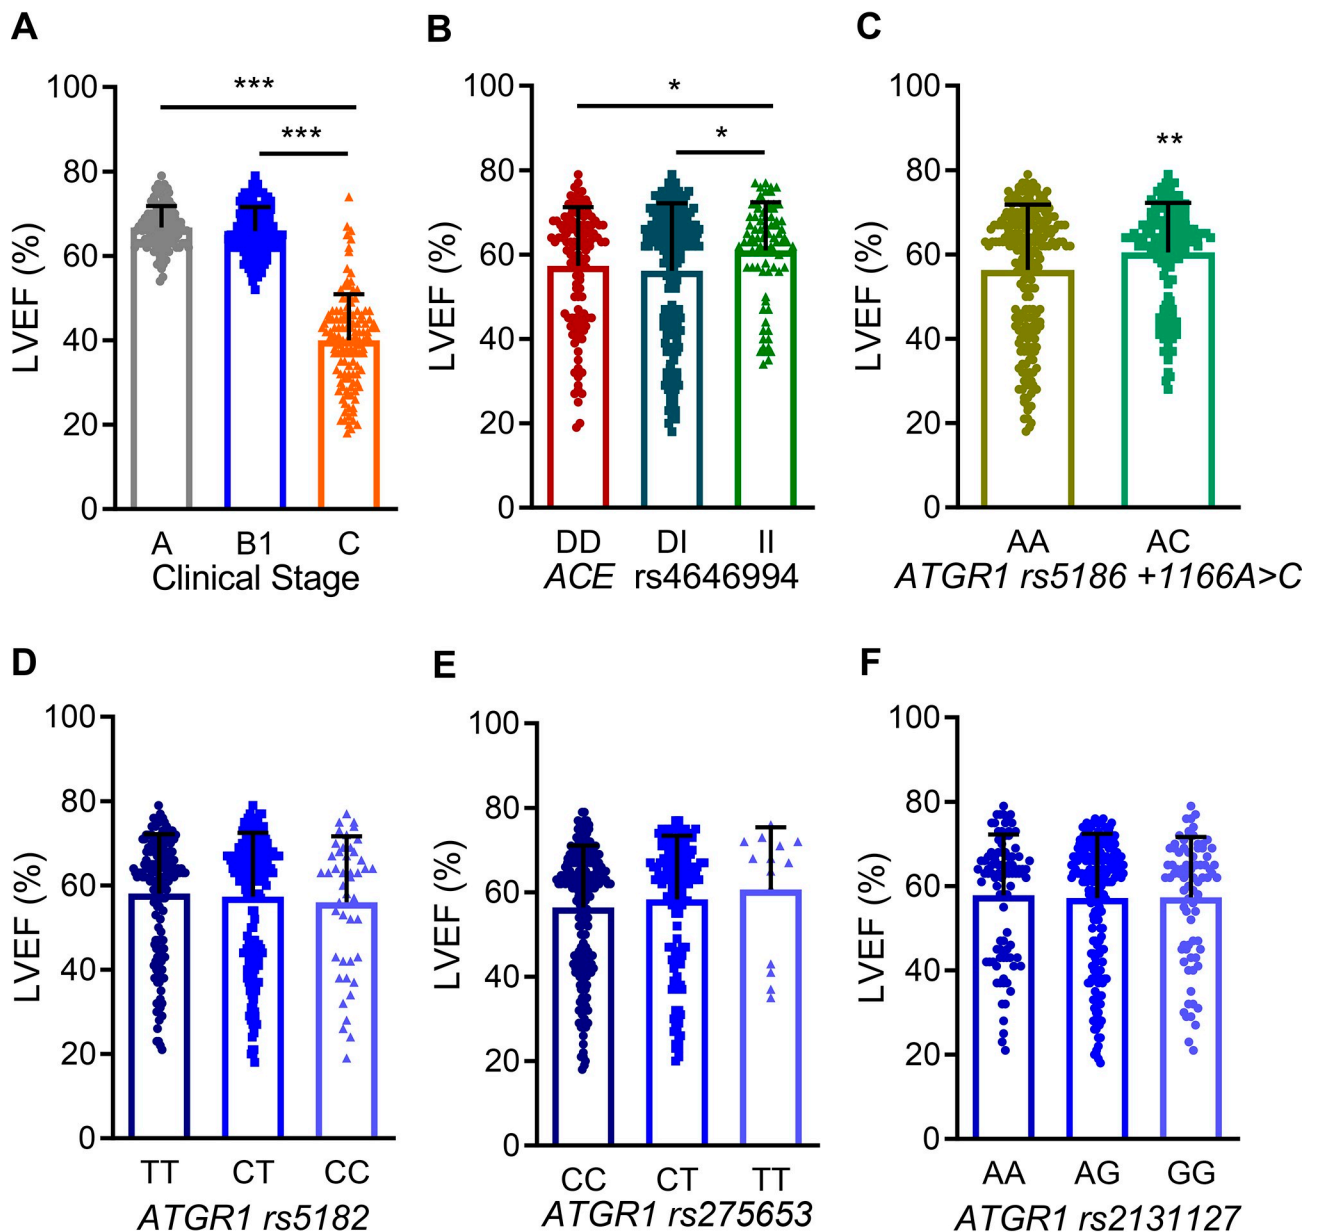 A
LVEF (%)
100
80
60
40
20
0
***
***
A B1 C
Clinical Stage
B
LVEF (%)
100
80
60
40
20
0
*
*
DD DI II
ACE rs4646994
C
LVEF (%)
100
80
60
40
20
0
**
AA AC
ATGR1 rs5186 +1166A>C
D
LVEF (%)
100
80
60
40
20
0
TT CT CC
ATGR1 rs5182
E
LVEF (%)
100
80
60
40
20
0
CC CT TT
ATGR1 rs275653
F
LVEF (%)
100
80
60
40
20
0
AA AG GG
ATGR1 rs2131127